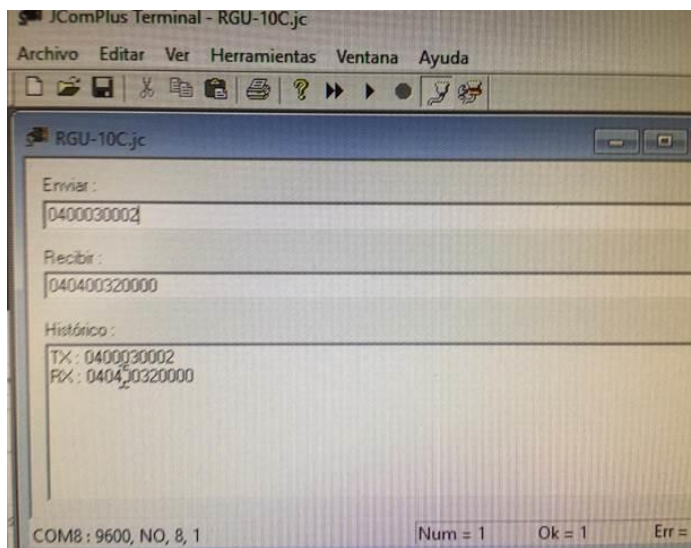 JComPlus Terminal - RGU-10C.jc
Archivo Editar Ver Herramientas Ventana Ayuda
RGU-10C.jc
Enviar :
0400030002
Recibir :
040400320000
Histórico :
TX : 0400030002
RX : 040400320000
COM8 : 9600, NO, 8, 1 Num = 1 Ok = 1 Err =